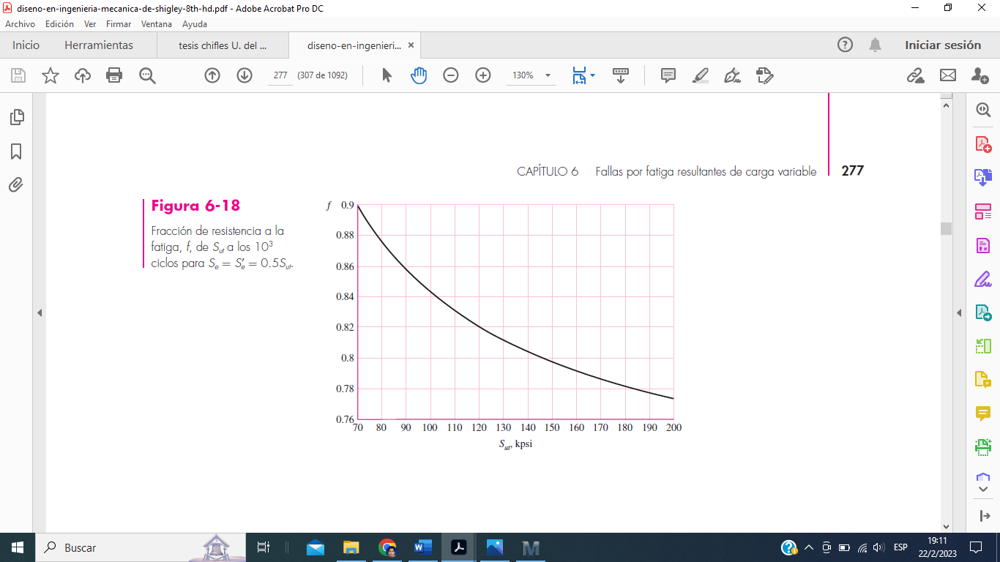 diseno-en-ingenieria-mecanica-de-shigley-8th-hd.pdf - Adobe Acrobat Pro DC
Archivo Edición Ver Firmar Ventana Ayuda
Inicio Herramientas tesis chifles U. del ... diseno-en-ingenieri... × Iniciar sesión
277 (307 de 1092) 130%
CAPÍTULO 6 Fallas por fatiga resultantes de carga variable 277
Figura 6-18
Fracción de resistencia a la
fatiga, f, de Sut a los 10³
ciclos para Se = S′e = 0.5Sut.
f 0.9
0.88
0.86
0.84
0.82
0.8
0.78
0.76
70 80 90 100 110 120 130 140 150 160 170 180 190 200
Sut, kpsi
Buscar
ESP
19:11
22/2/2023